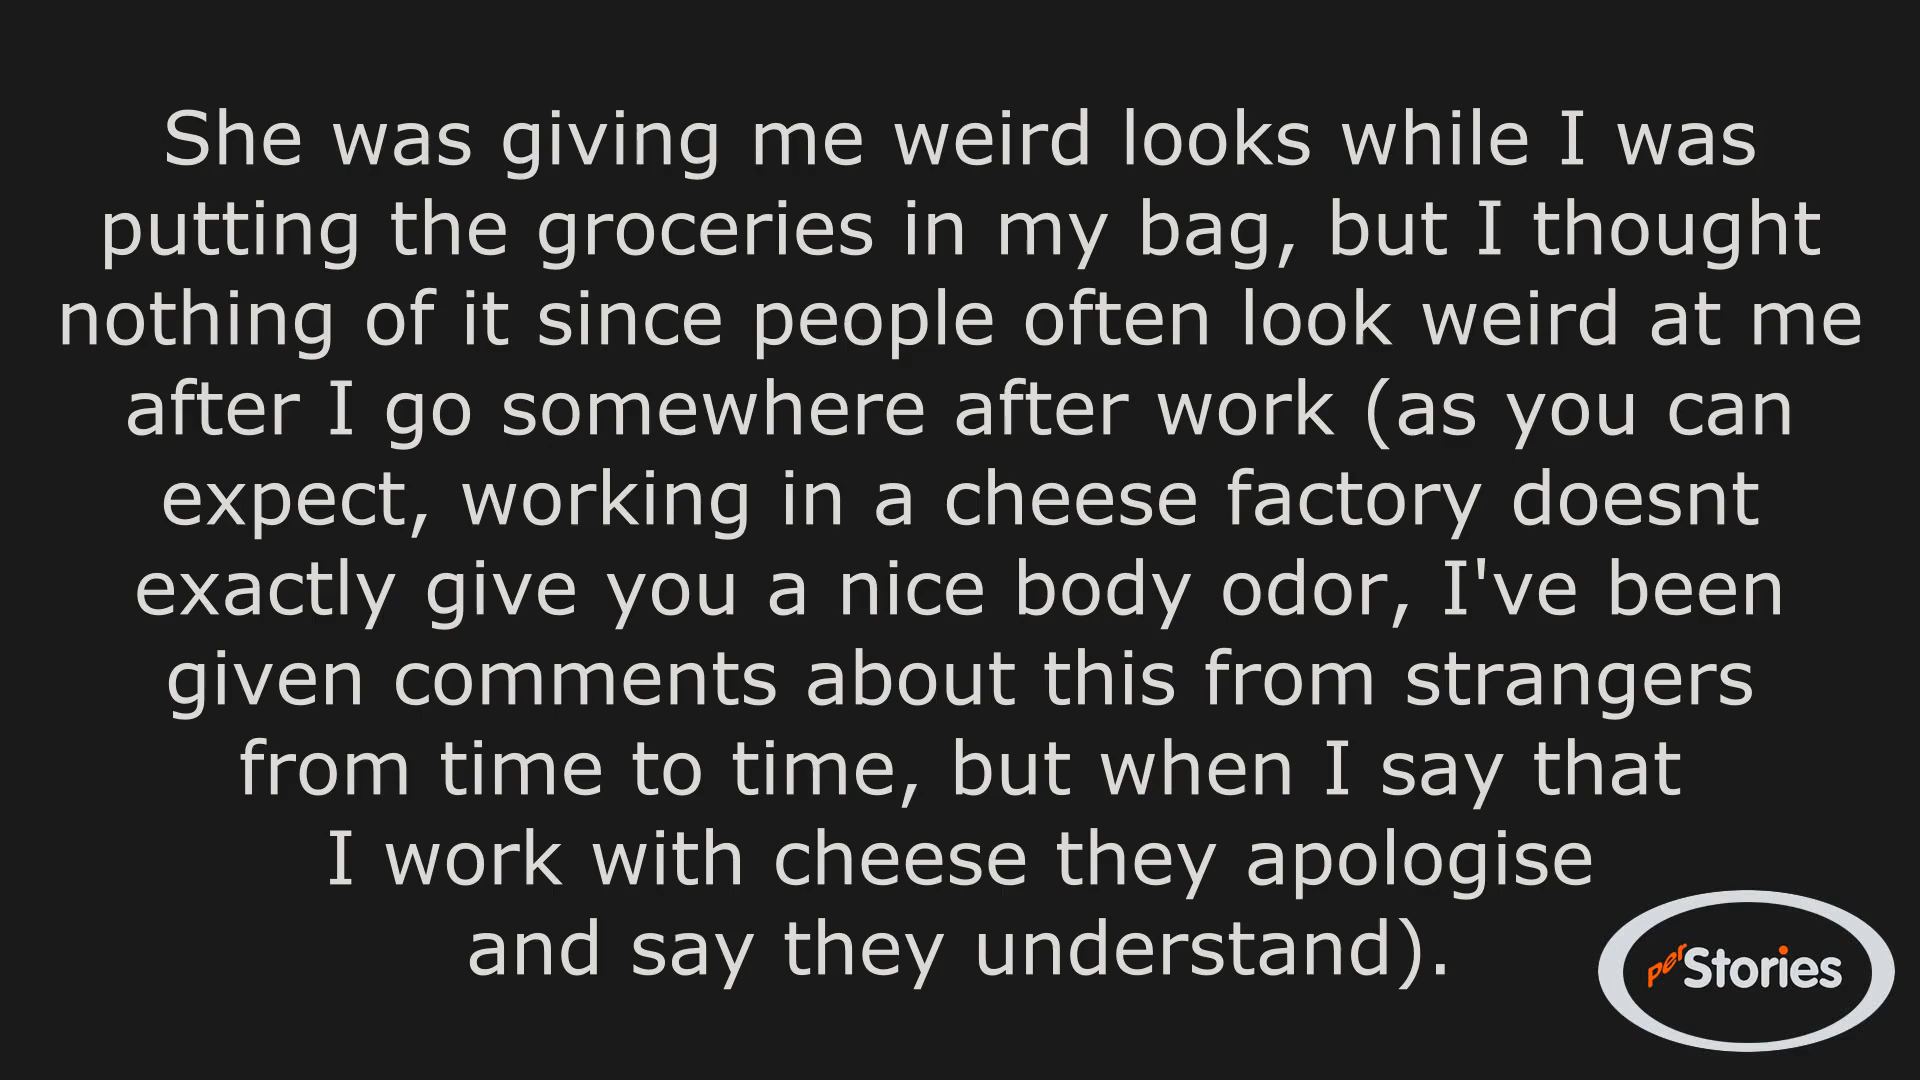 She was giving me weird looks while I was
putting the groceries in my bag, but I thought
nothing of it since people often look weird at me
after I go somewhere after work (as you can
expect, working in a cheese factory doesnt
exactly give you a nice body odor, I've been
given comments about this from strangers
from time to time, but when I say that
I work with cheese they apologise
and say they understand).
perStories